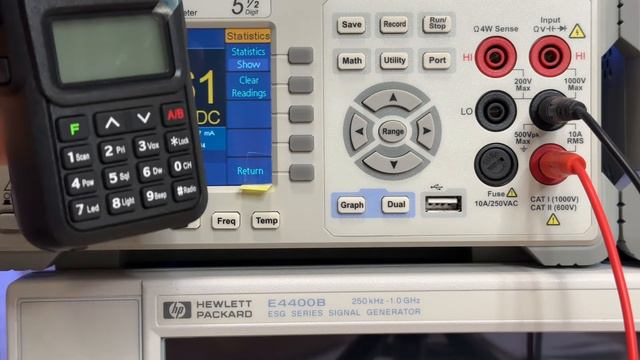 5½
Digit
Statistics
Statistics
Show
Clear
Readings
Return
DC
mA
Save
Record
Run/
Stop
Math
Utility
Port
Range
Graph
Dual
Freq
Temp
Ω4W Sense
Input
ΩV
HI
HI
200V
Max
1000V
Max
LO
500Vpk
Max
10A
RMS
Fuse
10A/250VAC
CAT I (1000V)
CAT II (600V)
F
A/B
1 Scan
2 Pri
3 Vox
*Lock
4 Pow
5 Sql
6 Dw
0 CH
7 Led
8 Light
9 Beep
#Radio
hp
HEWLETT
PACKARD
E4400B
250 kHz - 1.0 GHz
ESG SERIES SIGNAL GENERATOR